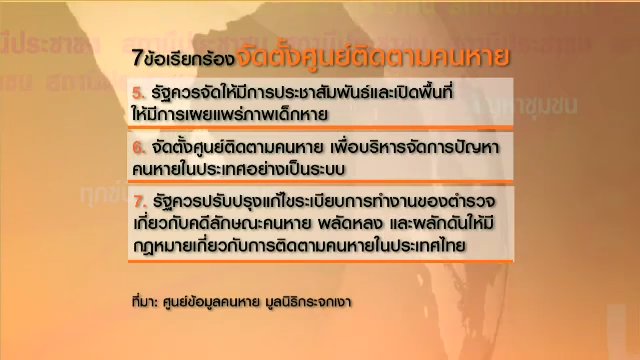 สถานีประชาชน
7ข้อเรียกร้องจัดตั้งศูนย์ติดตามคนหาย
5. รัฐควรจัดให้มีการประชาสัมพันธ์และเปิดพื้นที่
ให้มีการเผยแพร่ภาพเด็กหาย
6. จัดตั้งศูนย์ติดตามคนหาย เพื่อบริหารจัดการปัญหา
คนหายในประเทศอย่างเป็นระบบ
7. รัฐควรปรับปรุงแก้ไขระเบียบการทำงานของตำรวจ
เกี่ยวกับคดีลักษณะคนหาย พลัดหลง และผลักดันให้มี
กฎหมายเกี่ยวกับการติดตามคนหายในประเทศไทย
ที่มา: ศูนย์ข้อมูลคนหาย มูลนิธิกระจกเงา